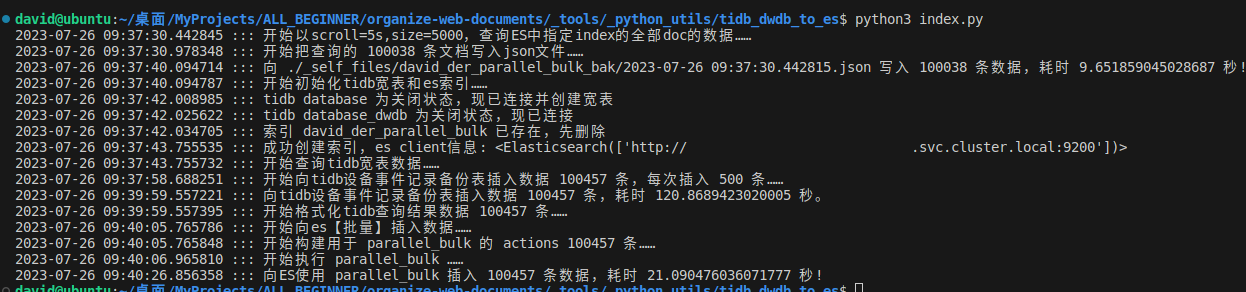 david@ubuntu:~/桌面/MyProjects/ALL_BEGINNER/organize-web-documents/_tools/_python_utils/tidb_dwdb_to_es$ python3 index.py
2023-07-26 09:37:30.442845 ::: 开始以scroll=5s,size=5000，查询ES中指定index的全部doc的数据……
2023-07-26 09:37:30.978348 ::: 开始把查询的 100038 条文档写入json文件……
2023-07-26 09:37:40.094714 ::: 向 ./_self_files/david_der_parallel_bulk_bak/2023-07-26 09:37:30.442815.json 写入 100038 条数据，耗时 9.651859045028687 秒!
2023-07-26 09:37:40.094787 ::: 开始初始化tidb宽表和es索引……
2023-07-26 09:37:42.008985 ::: tidb database 为关闭状态，现已连接并创建宽表
2023-07-26 09:37:42.025622 ::: tidb database_dwdb 为关闭状态，现已连接
2023-07-26 09:37:42.034705 ::: 索引 david_der_parallel_bulk 已存在，先删除
2023-07-26 09:37:43.755535 ::: 成功创建索引，es client信息: <Elasticsearch(['http:// .svc.cluster.local:9200'])>
2023-07-26 09:37:43.755732 ::: 开始查询tidb宽表数据……
2023-07-26 09:37:58.688251 ::: 开始向tidb设备事件记录备份表插入数据 100457 条，每次插入 500 条……
2023-07-26 09:39:59.557221 ::: 向tidb设备事件记录备份表插入数据 100457 条，耗时 120.8689423020005 秒。
2023-07-26 09:39:59.557395 ::: 开始格式化tidb查询结果数据 100457 条……
2023-07-26 09:40:05.765786 ::: 开始向es【批量】插入数据……
2023-07-26 09:40:05.765848 ::: 开始构建用于 parallel_bulk 的 actions 100457 条……
2023-07-26 09:40:06.965810 ::: 开始执行 parallel_bulk ……
2023-07-26 09:40:26.856358 ::: 向ES使用 parallel_bulk 插入 100457 条数据，耗时 21.090476036071777 秒!
david@ubuntu:~/桌面/MyProjects/ALL_BEGINNER/organize-web-documents/_tools/_python_utils/tidb_dwdb_to_es$